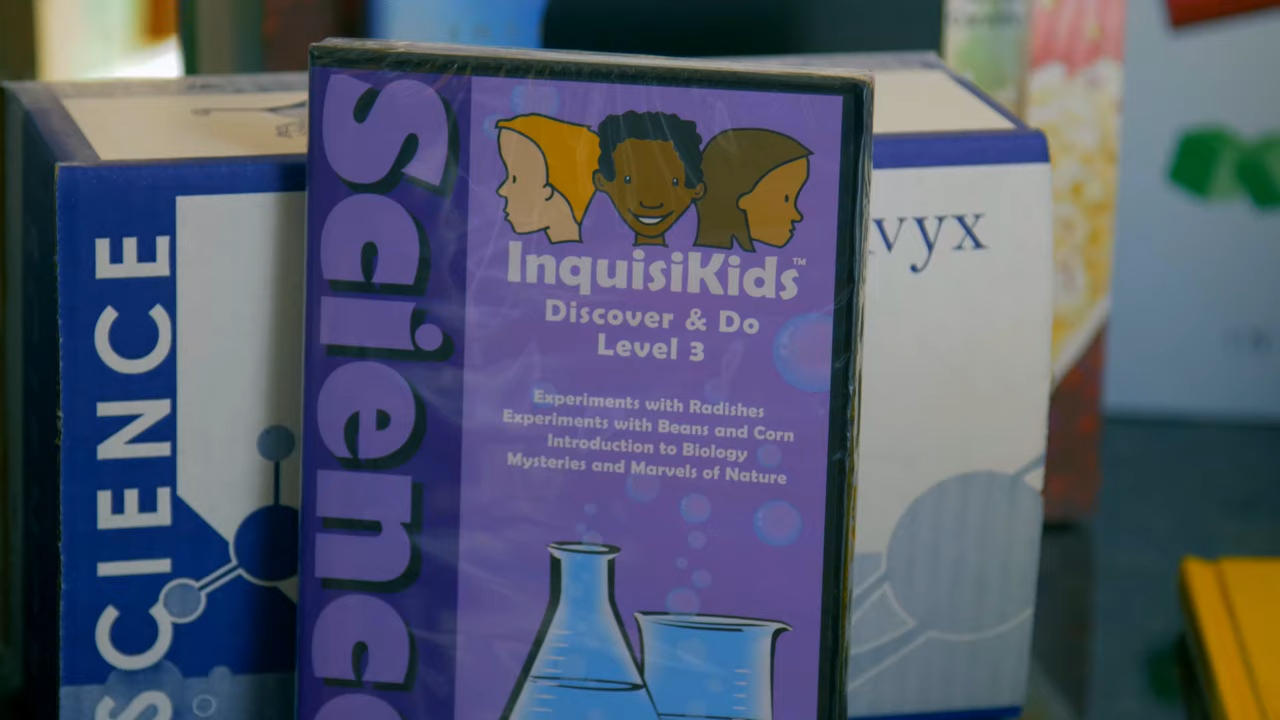 SCIENCE
Science
InquisiKids™
Discover & Do
Level 3
Experiments with Radishes
Experiments with Beans and Corn
Introduction to Biology
Mysteries and Marvels of Nature
vyx